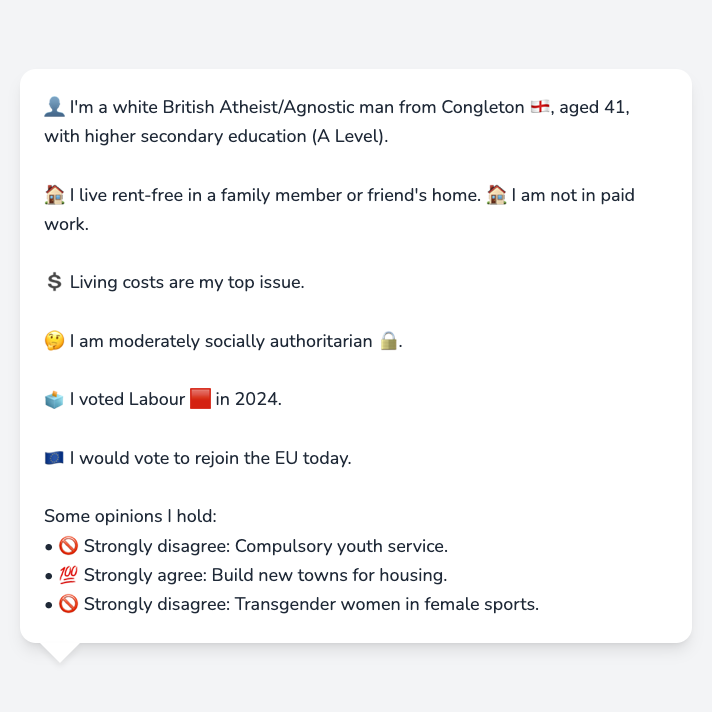 👤 I'm a white British Atheist/Agnostic man from Congleton 🏴󠁧󠁢󠁥󠁮󠁧󠁿, aged 41,
with higher secondary education (A Level).
🏠 I live rent-free in a family member or friend's home. 🏠 I am not in paid
work.
💲 Living costs are my top issue.
🤔 I am moderately socially authoritarian 🔒.
🗳️ I voted Labour 🟥 in 2024.
🇪🇺 I would vote to rejoin the EU today.
Some opinions I hold:
• 🚫 Strongly disagree: Compulsory youth service.
• 💯 Strongly agree: Build new towns for housing.
• 🚫 Strongly disagree: Transgender women in female sports.